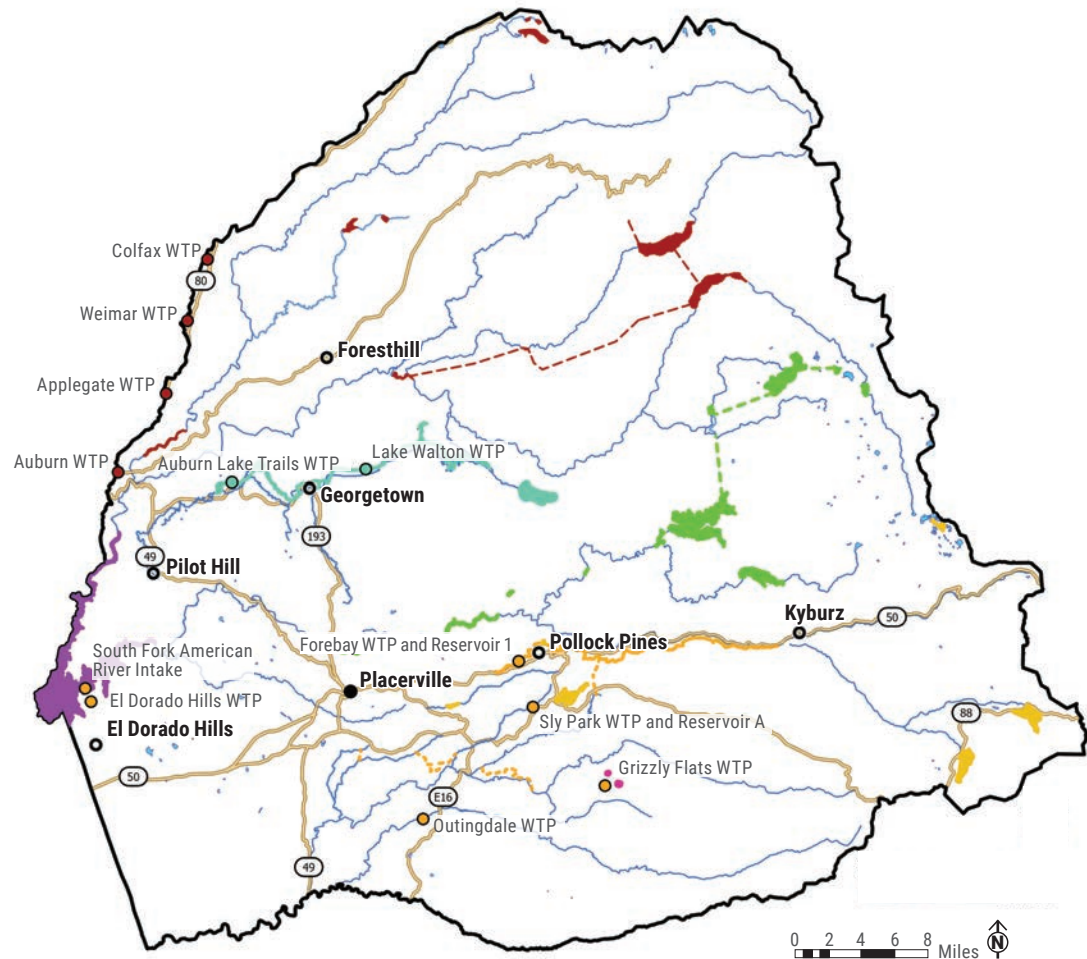 Colfax WTP
80
Weimar WTP
Foresthill
Applegate WTP
Lake Walton WTP
Auburn WTP
Auburn Lake Trails WTP
Georgetown
193
49
Pilot Hill
Kyburz
50
Forebay WTP and Reservoir 1
Pollock Pines
South Fork American
River Intake
Placerville
El Dorado Hills WTP
88
Sly Park WTP and Reservoir A
El Dorado Hills
50
Grizzly Flats WTP
E16
Outingdale WTP
49
0 2 4 6 8
Miles
N